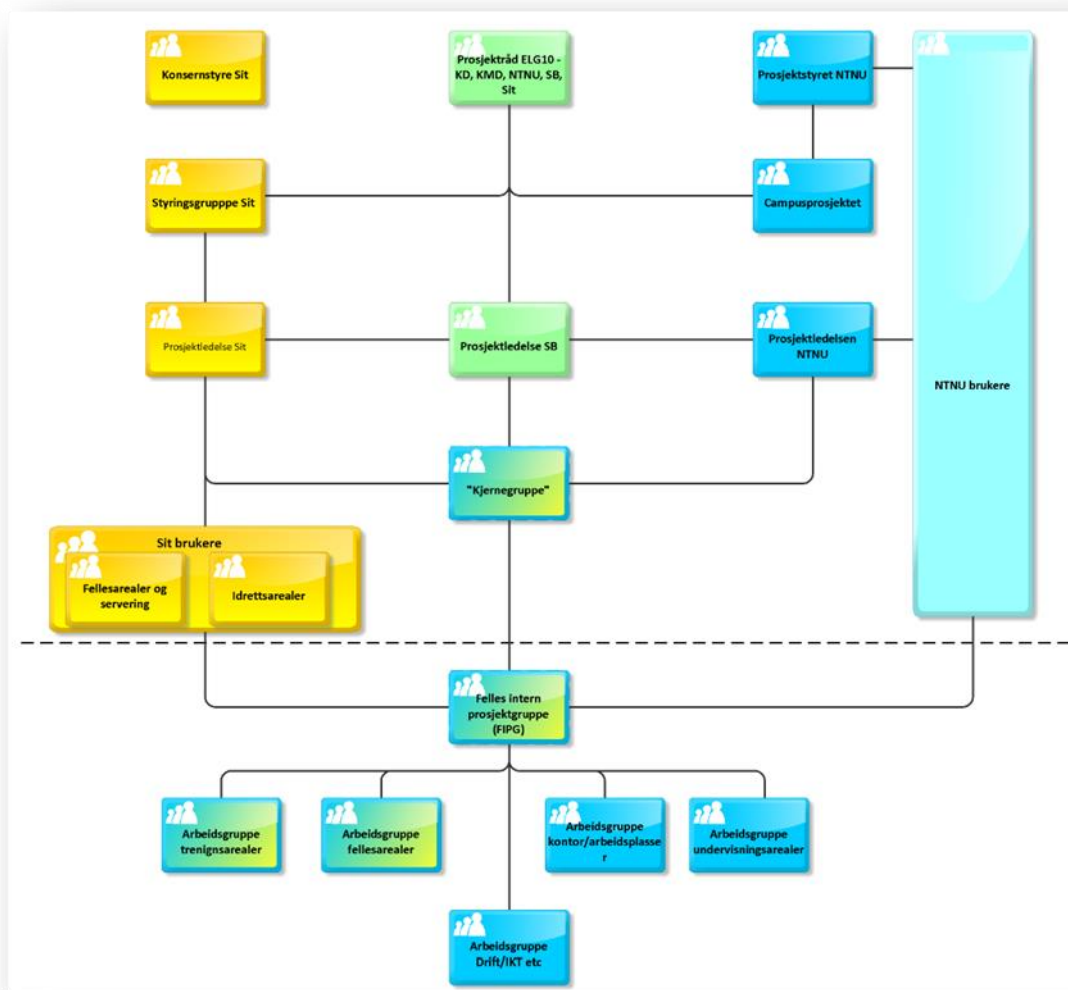 Konsernstyre Sit
Prosjektråd ELG10 -
KD, KMD, NTNU, SB,
Sit
Prosjektstyret NTNU
Styringsgrupppe Sit
Campusprosjektet
Prosjektledelse Sit
Prosjektledelse SB
Prosjektledelsen
NTNU
NTNU brukere
"Kjernegruppe"
Sit brukere
Fellesarealer og
servering
Idrettsarealer
Felles intern
prosjektgruppe
(FIPG)
Arbeidsgruppe
trenignsarealer
Arbeidsgruppe
fellesarealer
Arbeidsgruppe
kontor/arbeidsplasse
r
Arbeidsgruppe
undervisningsarealer
Arbeidsgruppe
Drift/IKT etc